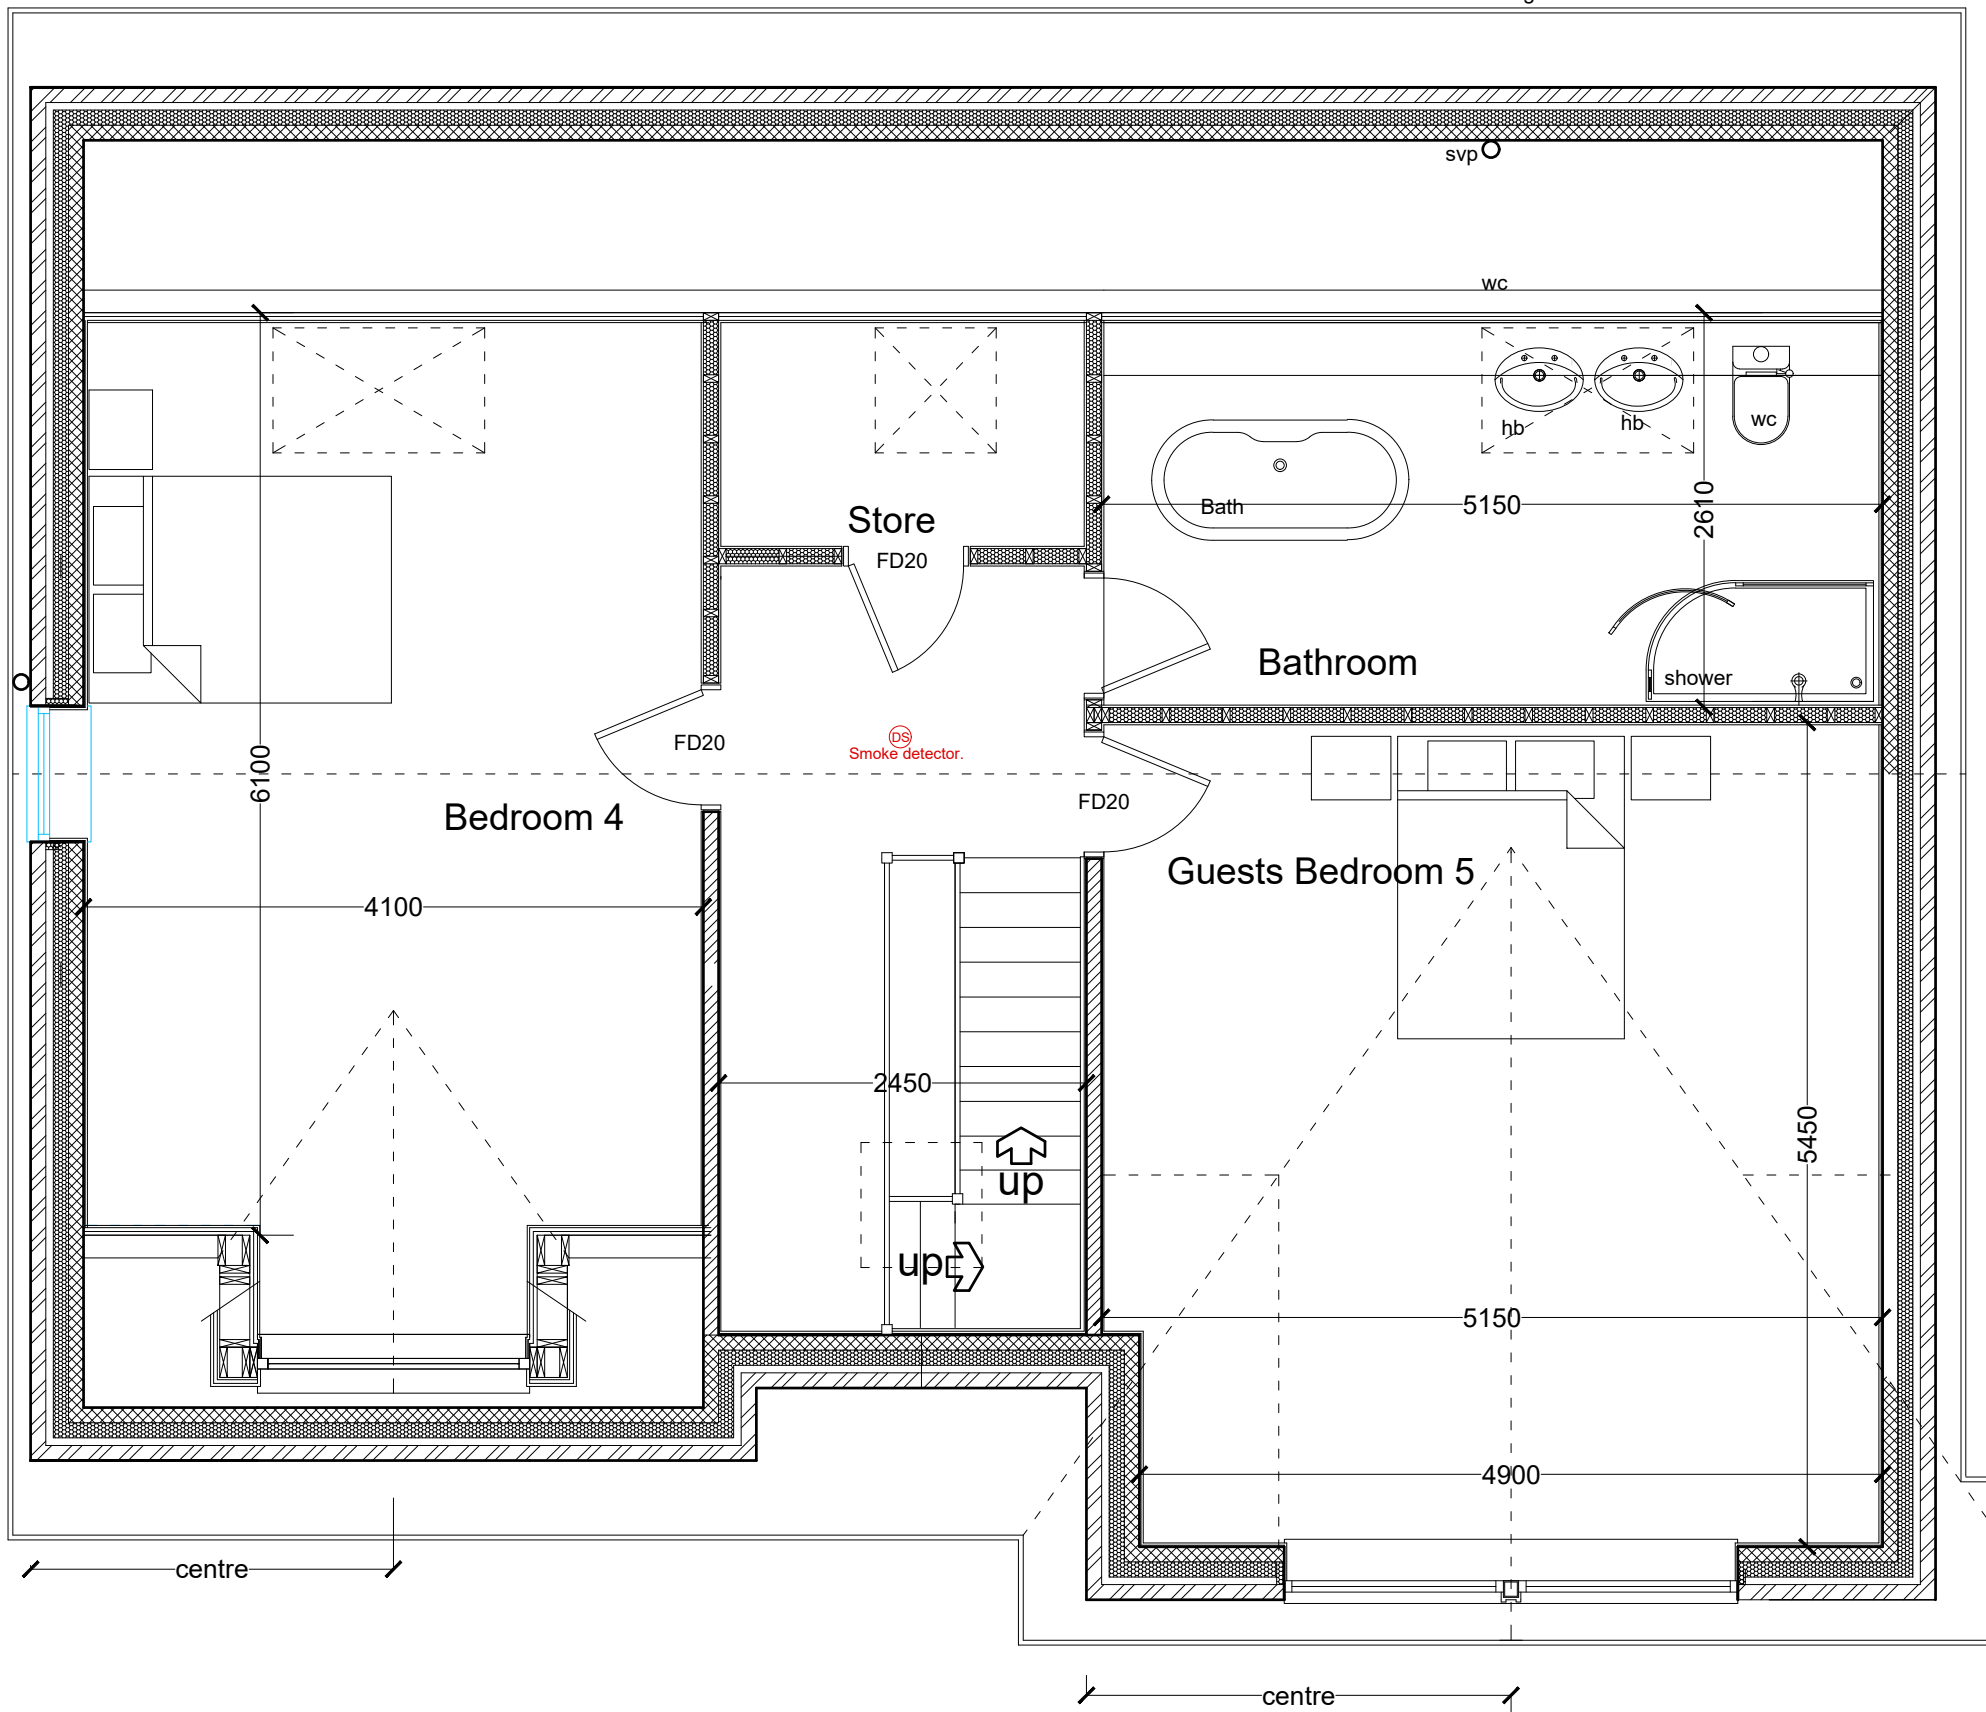 svp
wc
hb
hb
wc
Bath
5150
2610
Store
FD20
Bathroom
shower
FD20
DS
Smoke detector.
6100
Bedroom 4
FD20
Guests Bedroom 5
4100
2450
5450
up
up
5150
4900
centre
centre